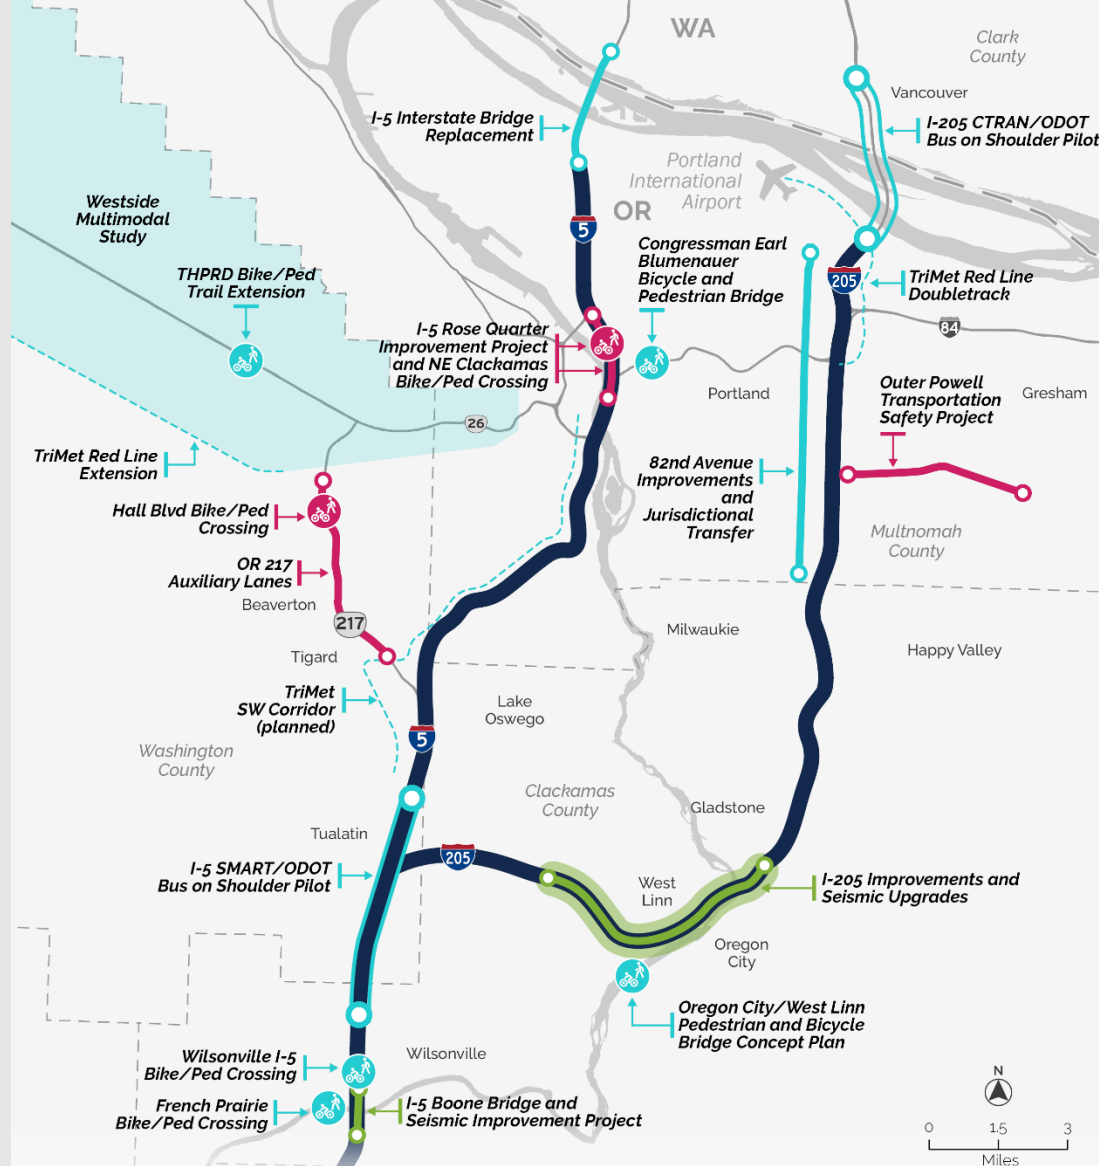 WA
Clark
County
Vancouver
I-5 Interstate Bridge
Replacement
I-205 CTRAN/ODOT
Bus on Shoulder Pilot
Portland
International
Airport
OR
Westside
Multimodal
Study
5
Congressman Earl
Blumenauer
Bicycle and
Pedestrian Bridge
THPRD Bike/Ped
Trail Extension
205
TriMet Red Line
Doubletrack
I-5 Rose Quarter
Improvement Project
and NE Clackamas
Bike/Ped Crossing
84
Portland
Outer Powell
Transportation
Safety Project
Gresham
26
TriMet Red Line
Extension
82nd Avenue
Improvements
and
Jurisdictional
Transfer
Hall Blvd Bike/Ped
Crossing
Multnomah
County
OR 217
Auxiliary Lanes
Beaverton
217
Milwaukie
Tigard
Happy Valley
TriMet
SW Corridor
(planned)
Lake
Oswego
5
Washington
County
Clackamas
County
Gladstone
Tualatin
205
I-5 SMART/ODOT
Bus on Shoulder Pilot
West
Linn
I-205 Improvements and
Seismic Upgrades
Oregon
City
Oregon City/West Linn
Pedestrian and Bicycle
Bridge Concept Plan
Wilsonville I-5
Bike/Ped Crossing
Wilsonville
French Prairie
Bike/Ped Crossing
I-5 Boone Bridge and
Seismic Improvement Project
N
0 1.5 3
Miles